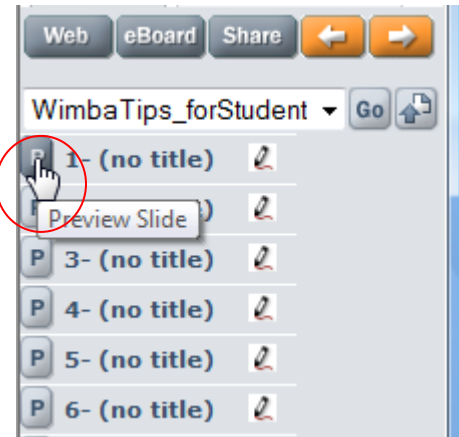 Web eBoard Share
WimbaTips_forStudent Go
P 1- (no title)
Preview Slide
P 3- (no title)
P 4- (no title)
P 5- (no title)
P 6- (no title)